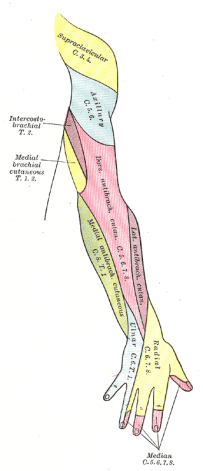 Supraclavicular
C. 3. 4.
Axillary
C. 5. 6.
Intercosto-
brachial
T. 2.
Medial
brachial
cutaneous
T. 1. 2.
Dors. antibrach. cutan. C. 5. 6. 7. 8.
Lat. antibrach. cutan.
Medial antibrach. cutaneous
C. 8. T. 1
Ulnar
C. 8. T. 1.
Radial
C. 6. 7. 8.
Median
C. 5. 6. 7. 8.